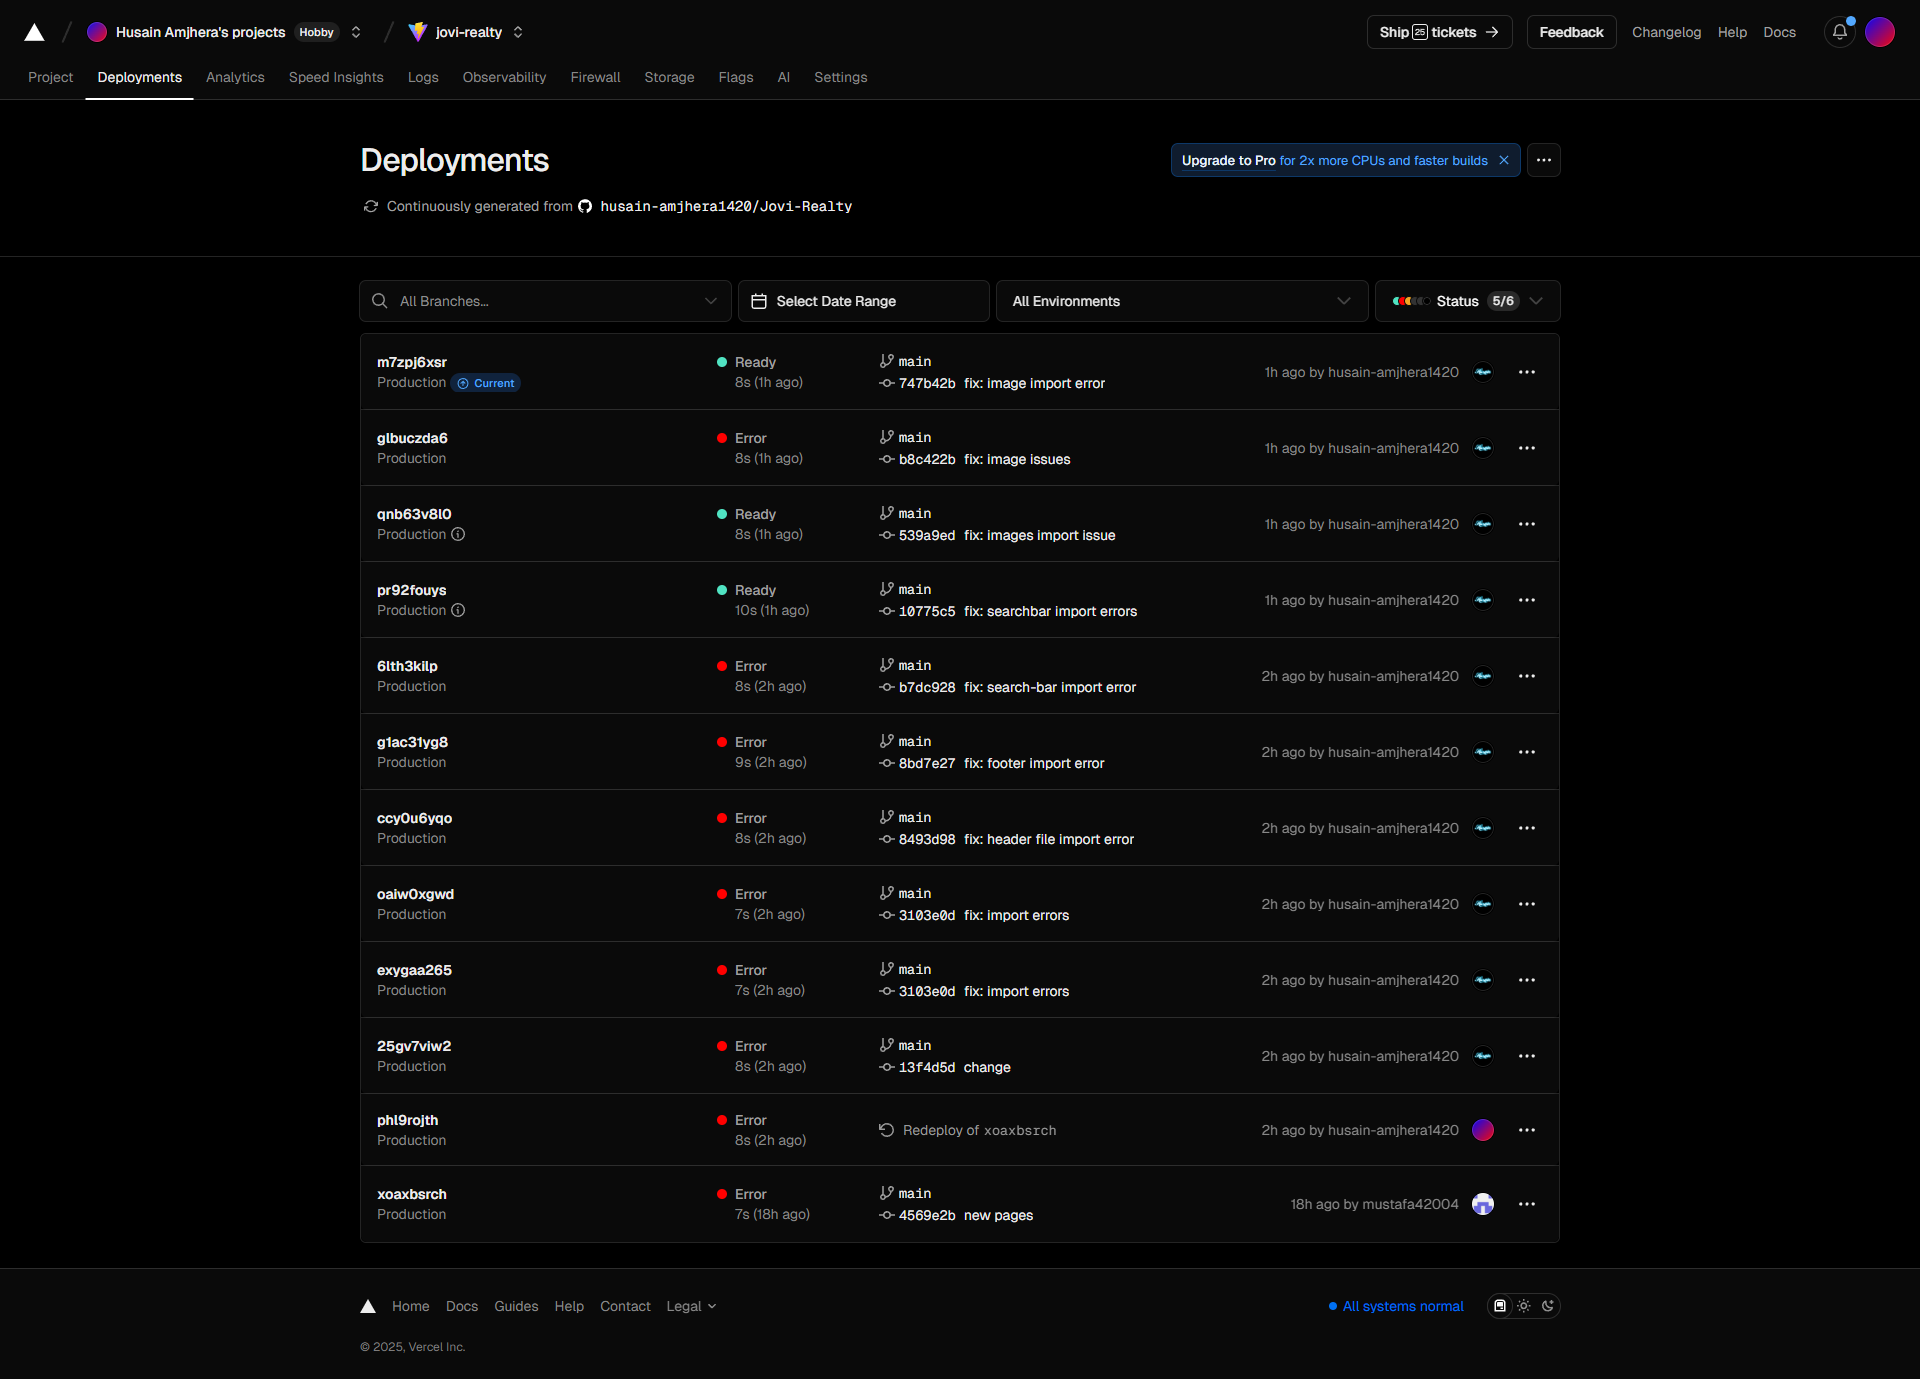 Husain Amjhera's projects Hobby jovi-realty Ship 25 tickets → Feedback Changelog Help Docs
Project Deployments Analytics Speed Insights Logs Observability Firewall Storage Flags AI Settings
Deployments
Upgrade to Pro for 2x more CPUs and faster builds
Continuously generated from husain-amjhera1420/Jovi-Realty
All Branches... Select Date Range All Environments Status 5/6
m7zpj6xsr Ready main
Production Current 8s (1h ago) 747b42b fix: image import error 1h ago by husain-amjhera1420
glbuczda6 Error main
Production 8s (1h ago) b8c422b fix: image issues 1h ago by husain-amjhera1420
qnb63v8l0 Ready main
Production 8s (1h ago) 539a9ed fix: images import issue 1h ago by husain-amjhera1420
pr92fouys Ready main
Production 10s (1h ago) 10775c5 fix: searchbar import errors 1h ago by husain-amjhera1420
6lth3kilp Error main
Production 8s (2h ago) b7dc928 fix: search-bar import error 2h ago by husain-amjhera1420
g1ac31yg8 Error main
Production 9s (2h ago) 8bd7e27 fix: footer import error 2h ago by husain-amjhera1420
ccy0u6yqo Error main
Production 8s (2h ago) 8493d98 fix: header file import error 2h ago by husain-amjhera1420
oaiw0xgwd Error main
Production 7s (2h ago) 3103e0d fix: import errors 2h ago by husain-amjhera1420
exygaa265 Error main
Production 7s (2h ago) 3103e0d fix: import errors 2h ago by husain-amjhera1420
25gv7viw2 Error main
Production 8s (2h ago) 13f4d5d change 2h ago by husain-amjhera1420
phl9rojth Error
Production 8s (2h ago) Redeploy of xoaxbsrch 2h ago by husain-amjhera1420
xoaxbsrch Error main
Production 7s (18h ago) 4569e2b new pages 18h ago by mustafa42004
Home Docs Guides Help Contact Legal All systems normal
© 2025, Vercel Inc.